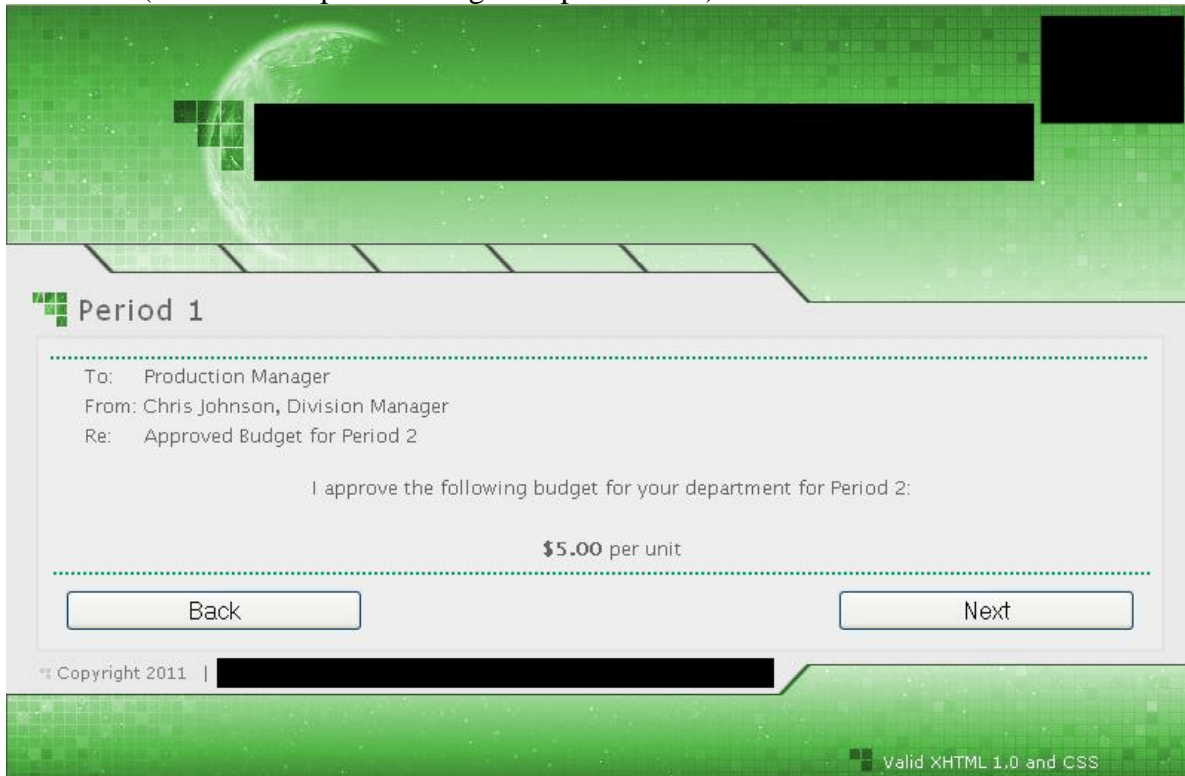 Period 1
To: Production Manager
From: Chris Johnson, Division Manager
Re: Approved Budget for Period 2
I approve the following budget for your department for Period 2:
$5.00 per unit
Back Next
Copyright 2011 |
Valid XHTML 1.0 and CSS